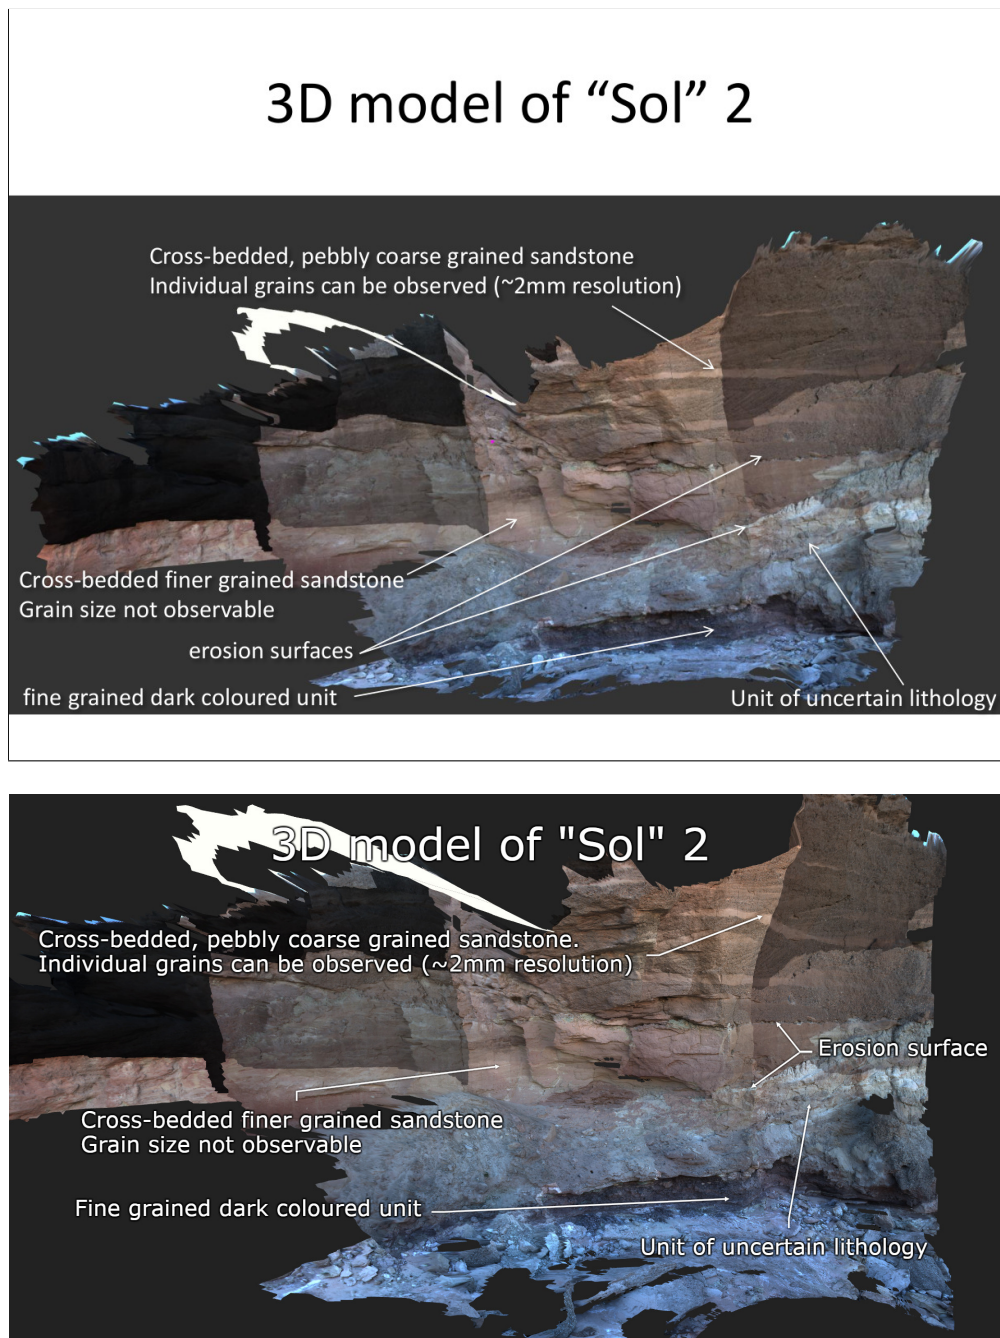 3D model of “Sol” 2
Cross-bedded, pebbly coarse grained sandstone
Individual grains can be observed (~2mm resolution)
Cross-bedded finer grained sandstone
Grain size not observable
erosion surfaces
fine grained dark coloured unit
Unit of uncertain lithology
3D model of "Sol" 2
Cross-bedded, pebbly coarse grained sandstone.
Individual grains can be observed (~2mm resolution)
Erosion surface
Cross-bedded finer grained sandstone
Grain size not observable
Fine grained dark coloured unit
Unit of uncertain lithology